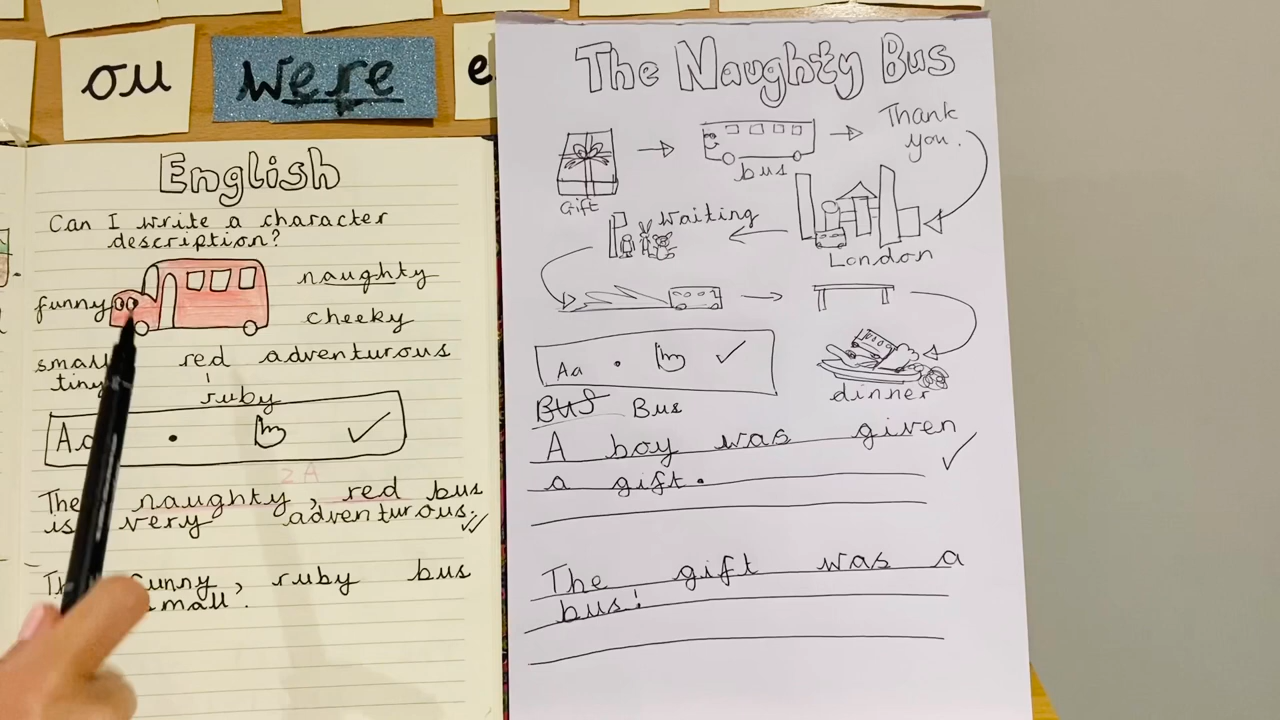 ou were e
English
Can I write a character
description?
funny
naughty
cheeky
small red adventurous
tiny ruby
Aa .
2A
The naughty, red bus
is very adventurous.
funny, ruby bus
small.
The Naughty Bus
Gift
bus
Thank
you.
waiting
London
Aa .
dinner
BUS Bus
A boy was given
a gift.
The gift was a
bus!